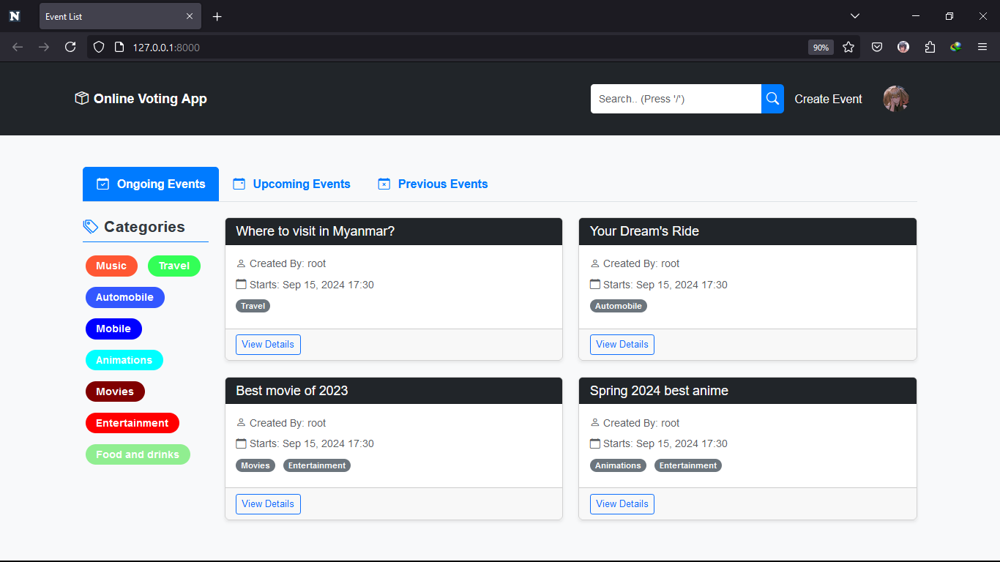 N
Event List
127.0.0.1:8000
90%
Online Voting App
Search.. (Press '/')
Create Event
Ongoing Events
Upcoming Events
Previous Events
Categories
Music
Travel
Automobile
Mobile
Animations
Movies
Entertainment
Food and drinks
Where to visit in Myanmar?
Created By: root
Starts: Sep 15, 2024 17:30
Travel
View Details
Your Dream's Ride
Created By: root
Starts: Sep 15, 2024 17:30
Automobile
View Details
Best movie of 2023
Created By: root
Starts: Sep 15, 2024 17:30
Movies Entertainment
View Details
Spring 2024 best anime
Created By: root
Starts: Sep 15, 2024 17:30
Animations Entertainment
View Details